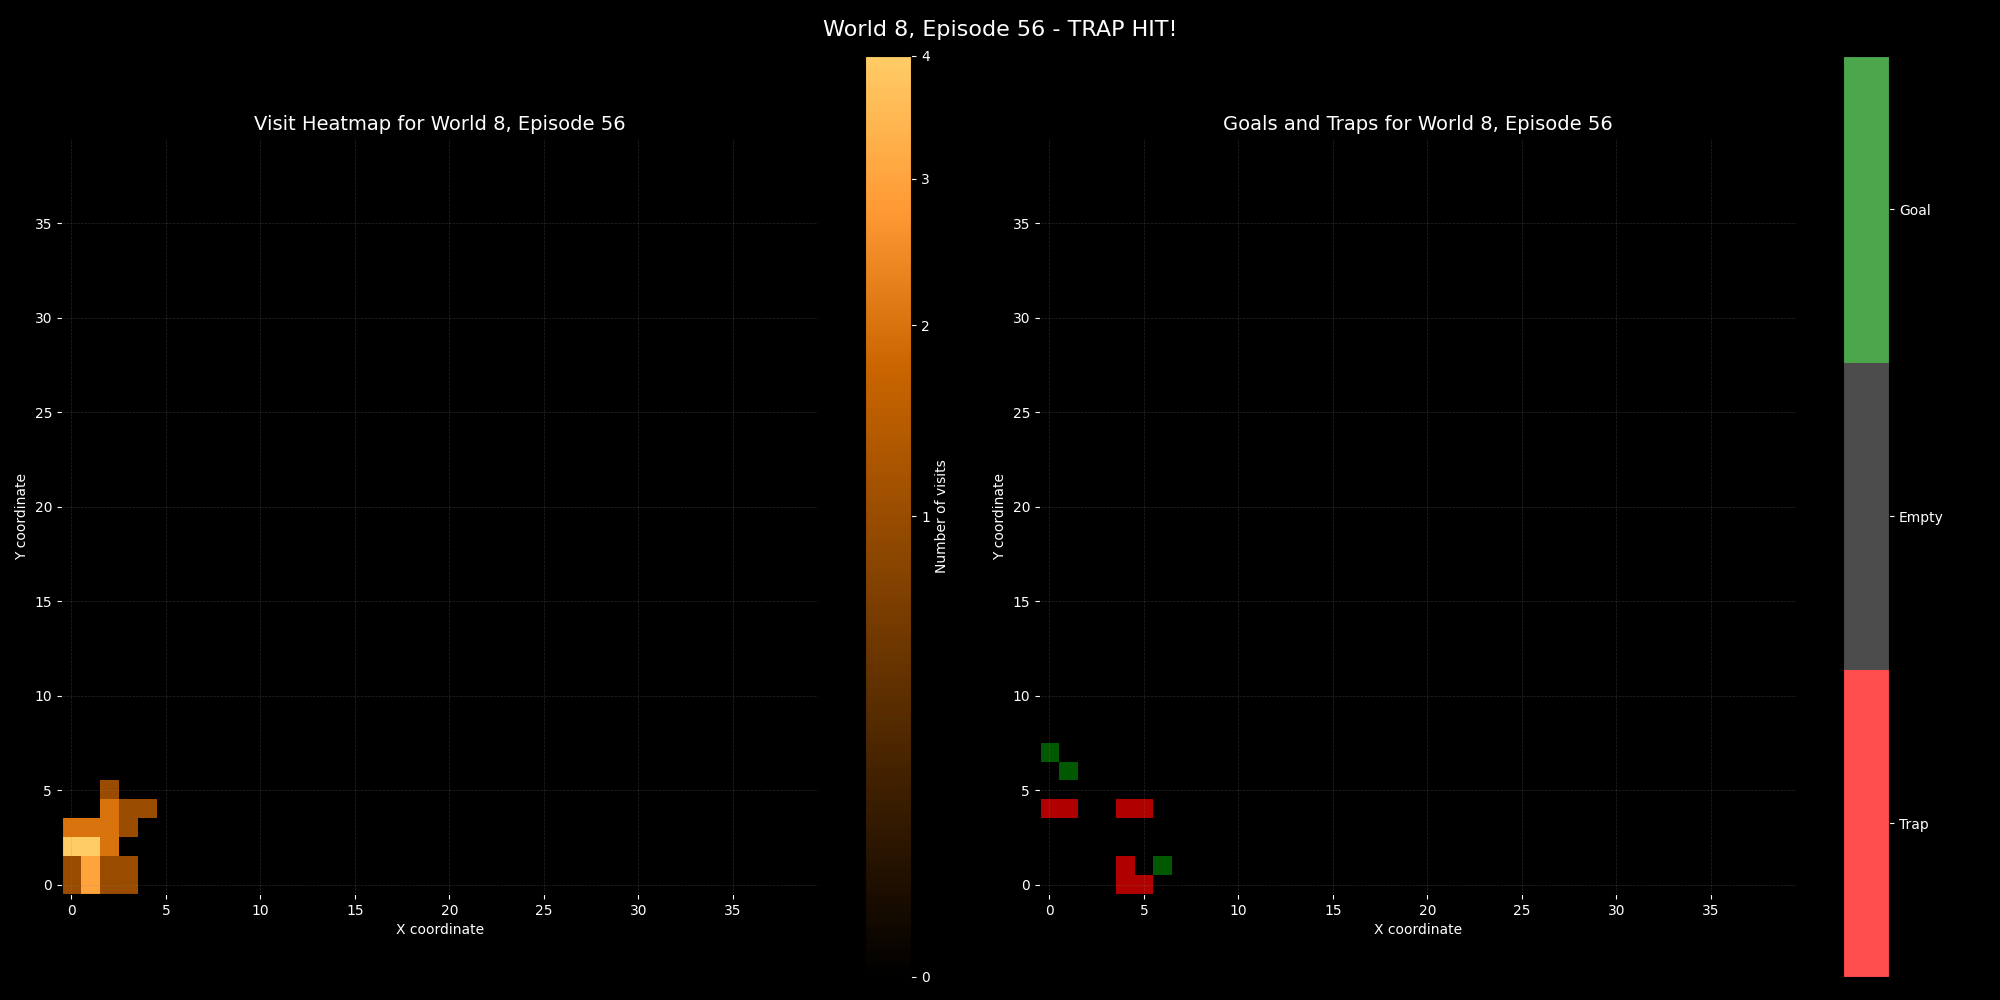 World 8, Episode 56 - TRAP HIT!
Visit Heatmap for World 8, Episode 56
Y coordinate
35
30
25
20
15
10
5
0
0 5 10 15 20 25 30 35
X coordinate
4
3
2
1
0
Number of visits
Goals and Traps for World 8, Episode 56
Y coordinate
35
30
25
20
15
10
5
0
0 5 10 15 20 25 30 35
X coordinate
Goal
Empty
Trap